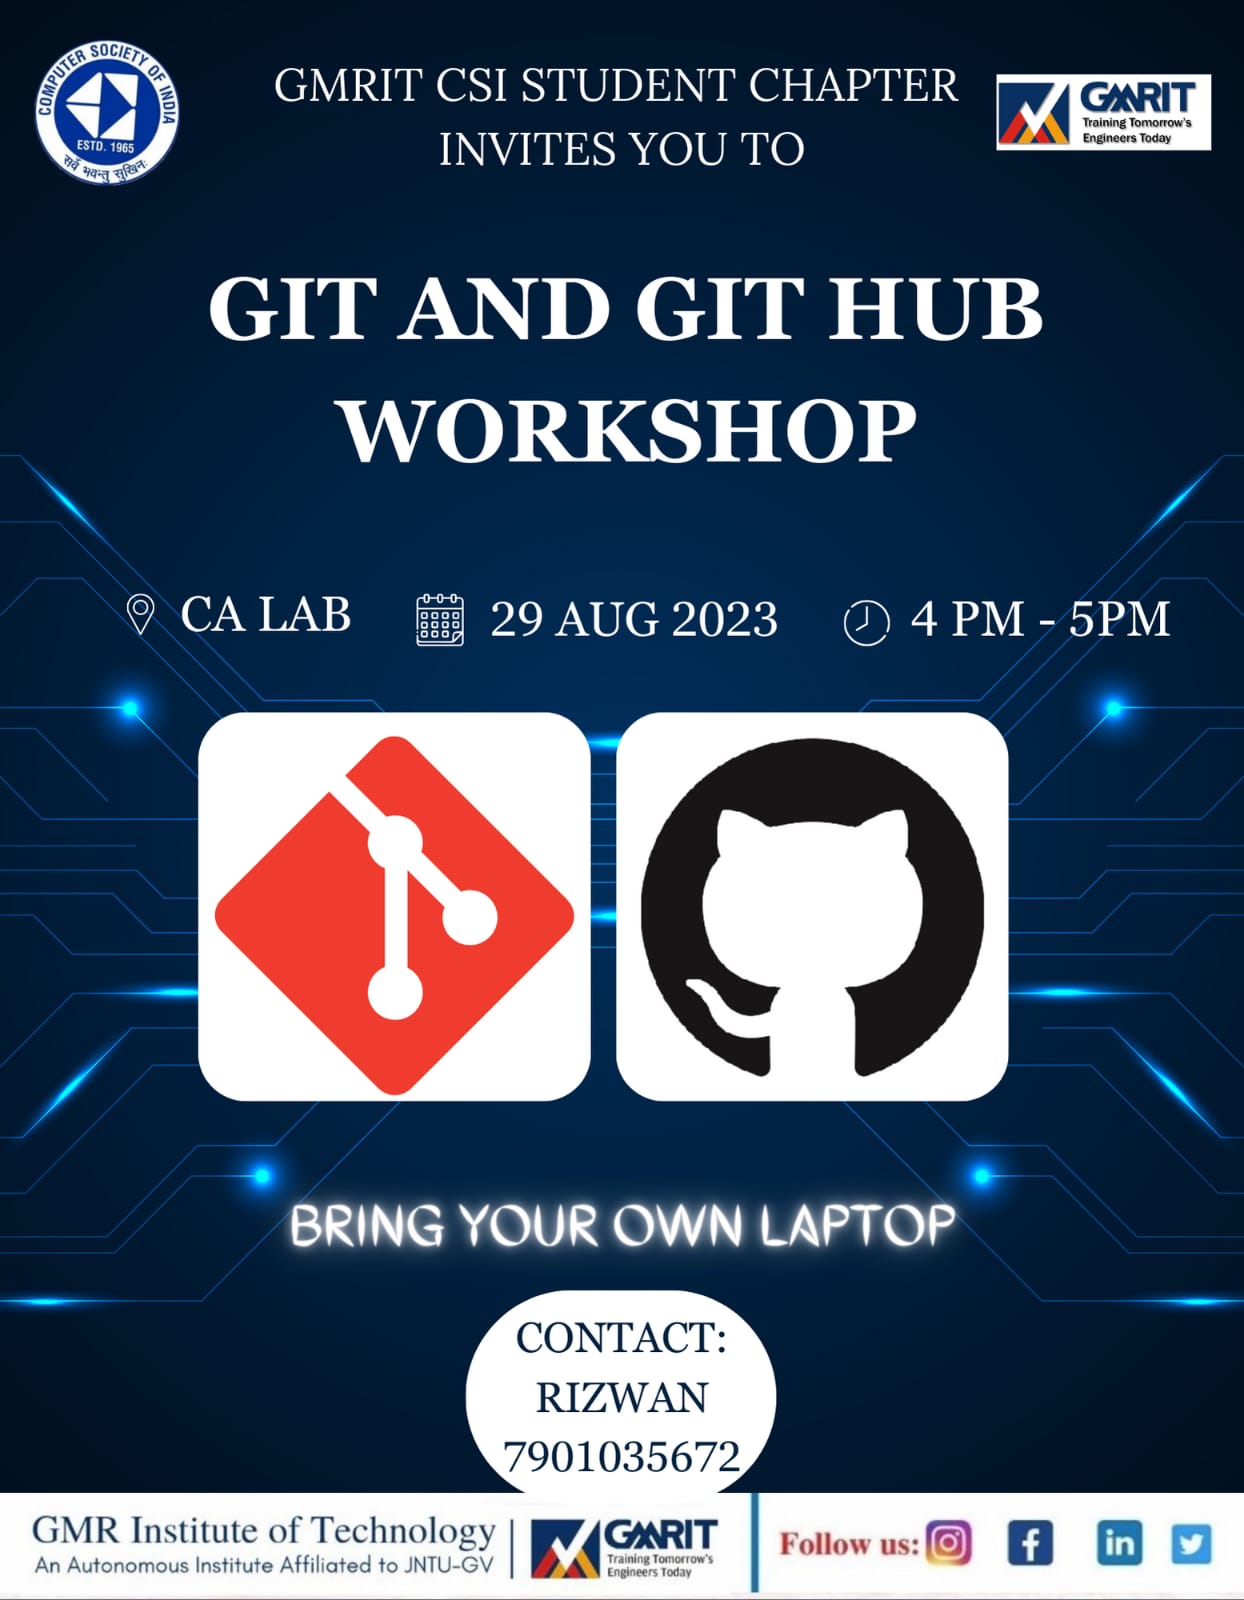 COMPUTER SOCIETY OF INDIA
ESTD. 1965
सर्वे भवन्तु सुखिनः
GMRIT CSI STUDENT CHAPTER
INVITES YOU TO
GMRIT
Training Tomorrow's
Engineers Today
GIT AND GIT HUB
WORKSHOP
CA LAB
29 AUG 2023
4 PM - 5PM
BRING YOUR OWN LAPTOP
CONTACT:
RIZWAN
7901035672
GMR Institute of Technology
An Autonomous Institute Affiliated to JNTU-GV
GMRIT
Training Tomorrow's
Engineers Today
Follow us: